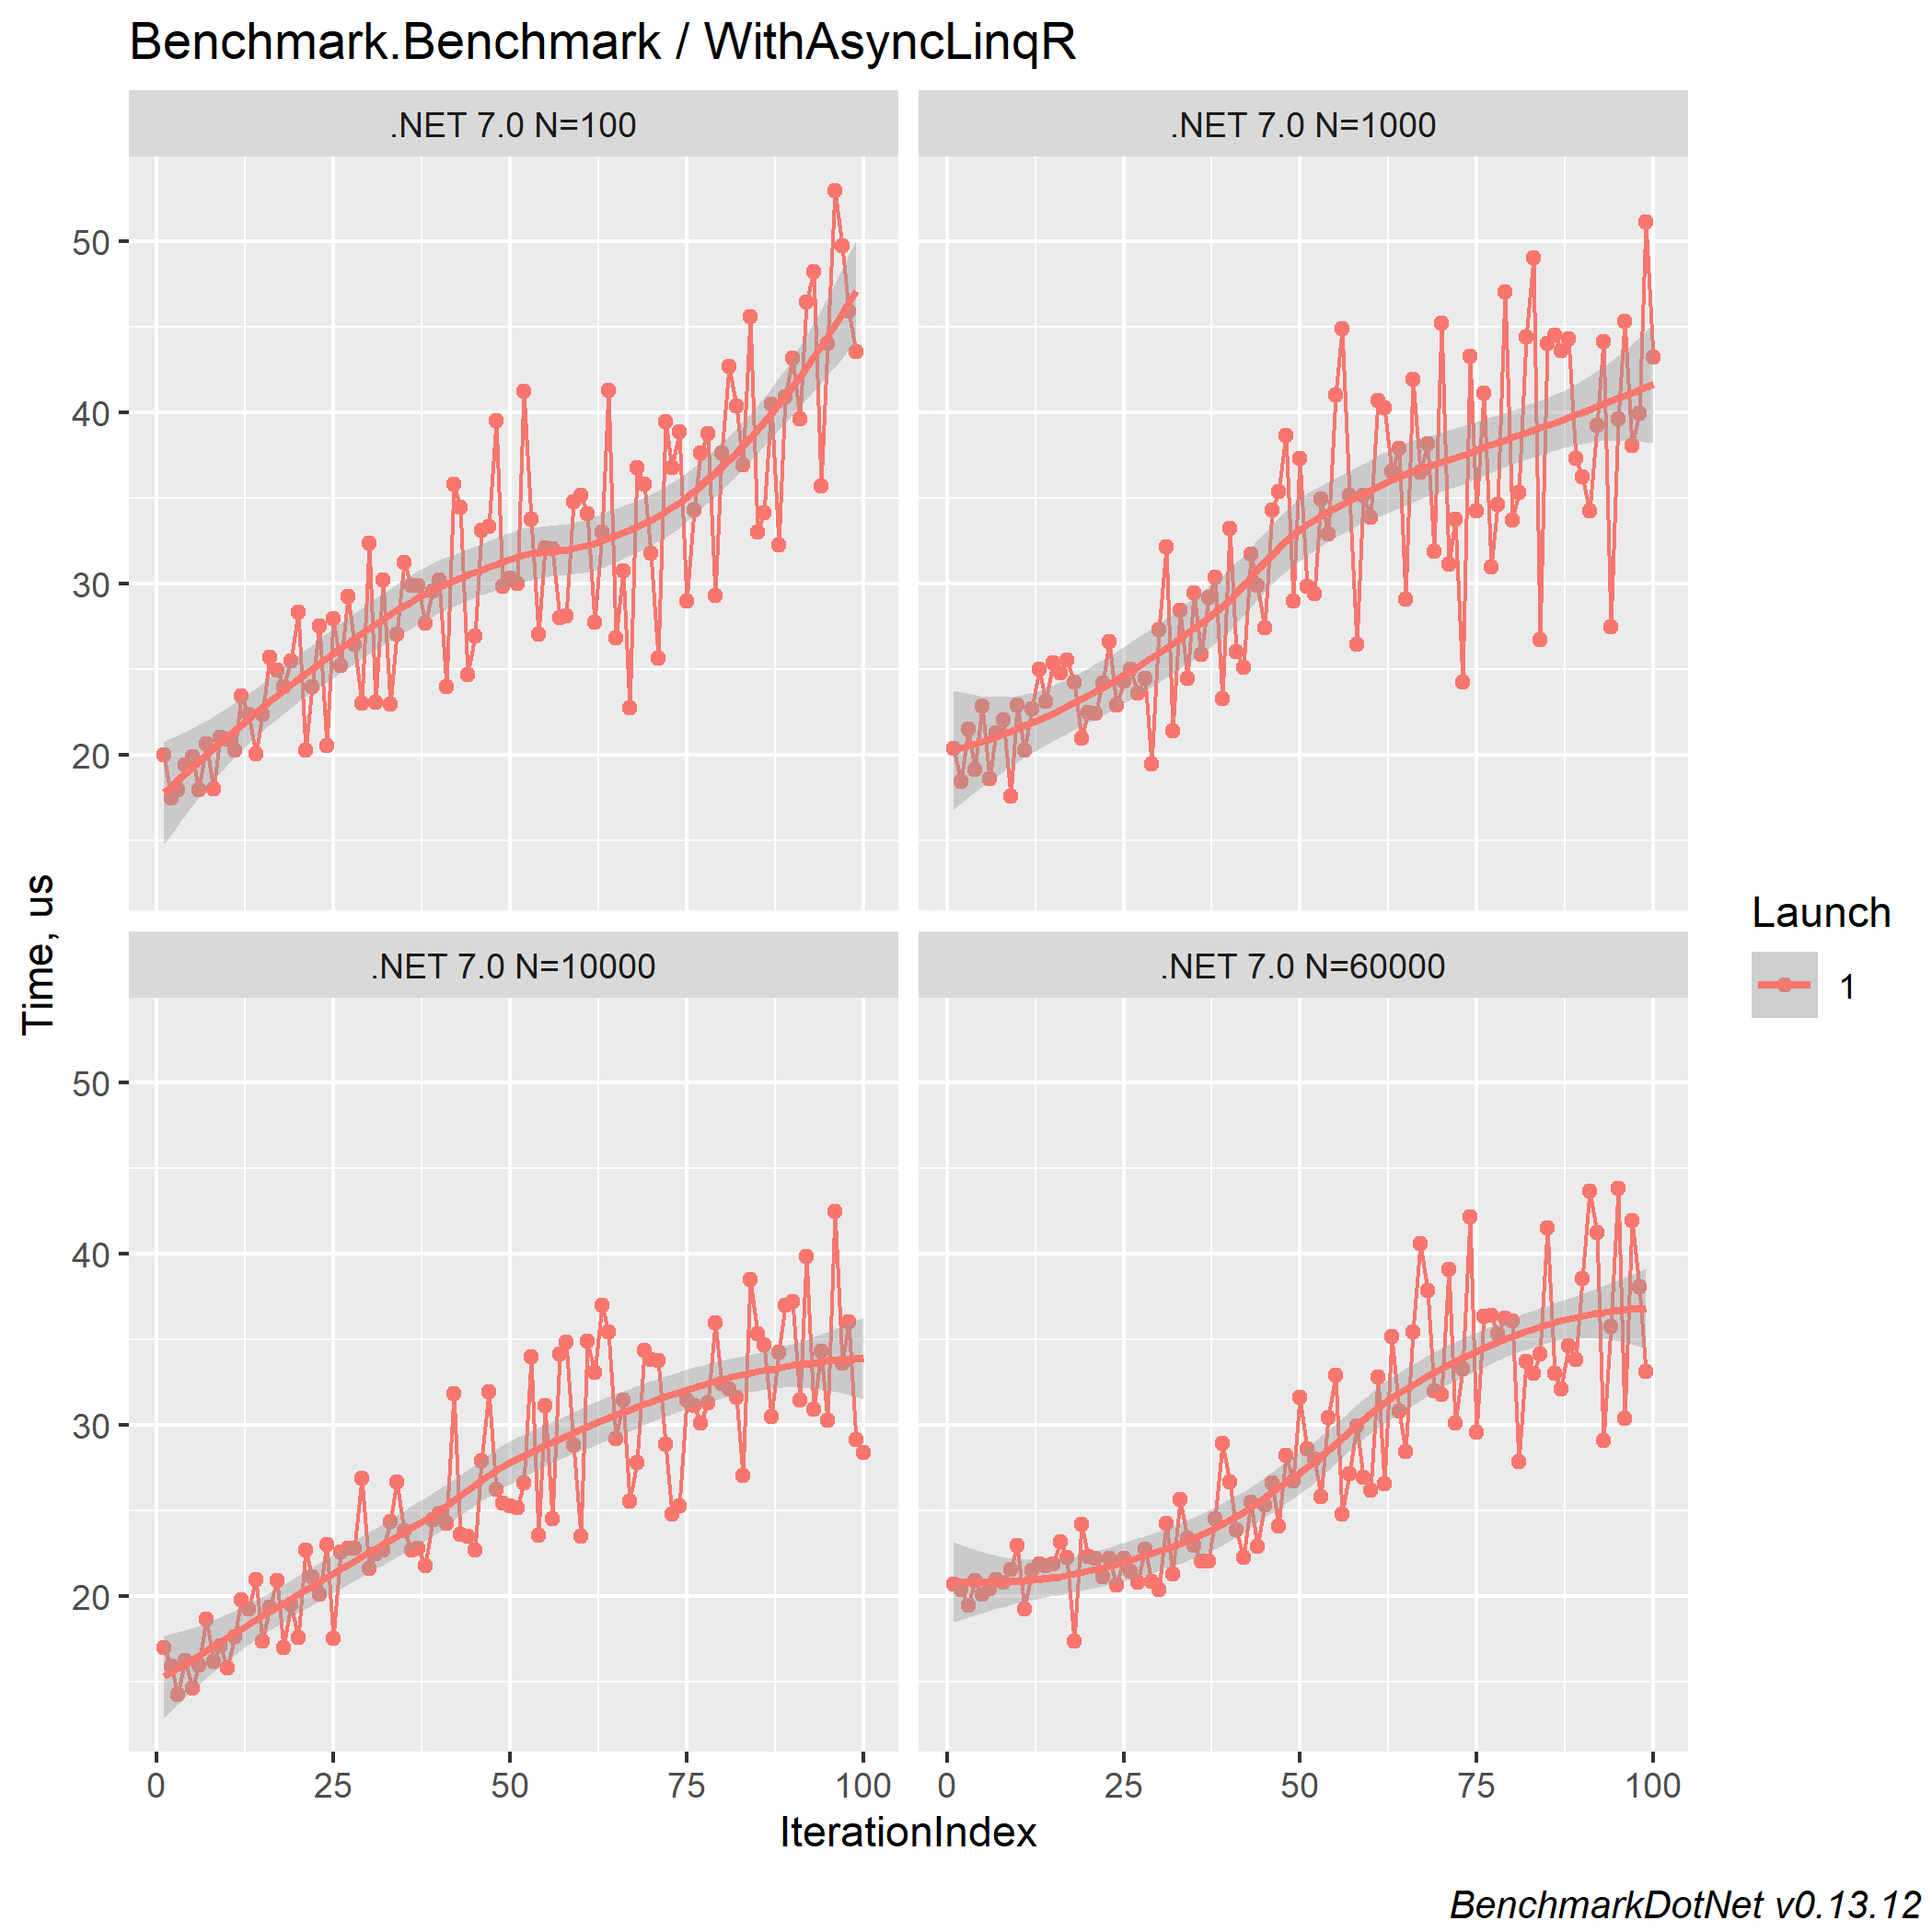 Benchmark.Benchmark / WithAsyncLinqR
.NET 7.0 N=100
.NET 7.0 N=1000
50
40
30
20
.NET 7.0 N=10000
.NET 7.0 N=60000
50
40
30
20
0 25 50 75 100
0 25 50 75 100
Time, us
IterationIndex
Launch
1
BenchmarkDotNet v0.13.12